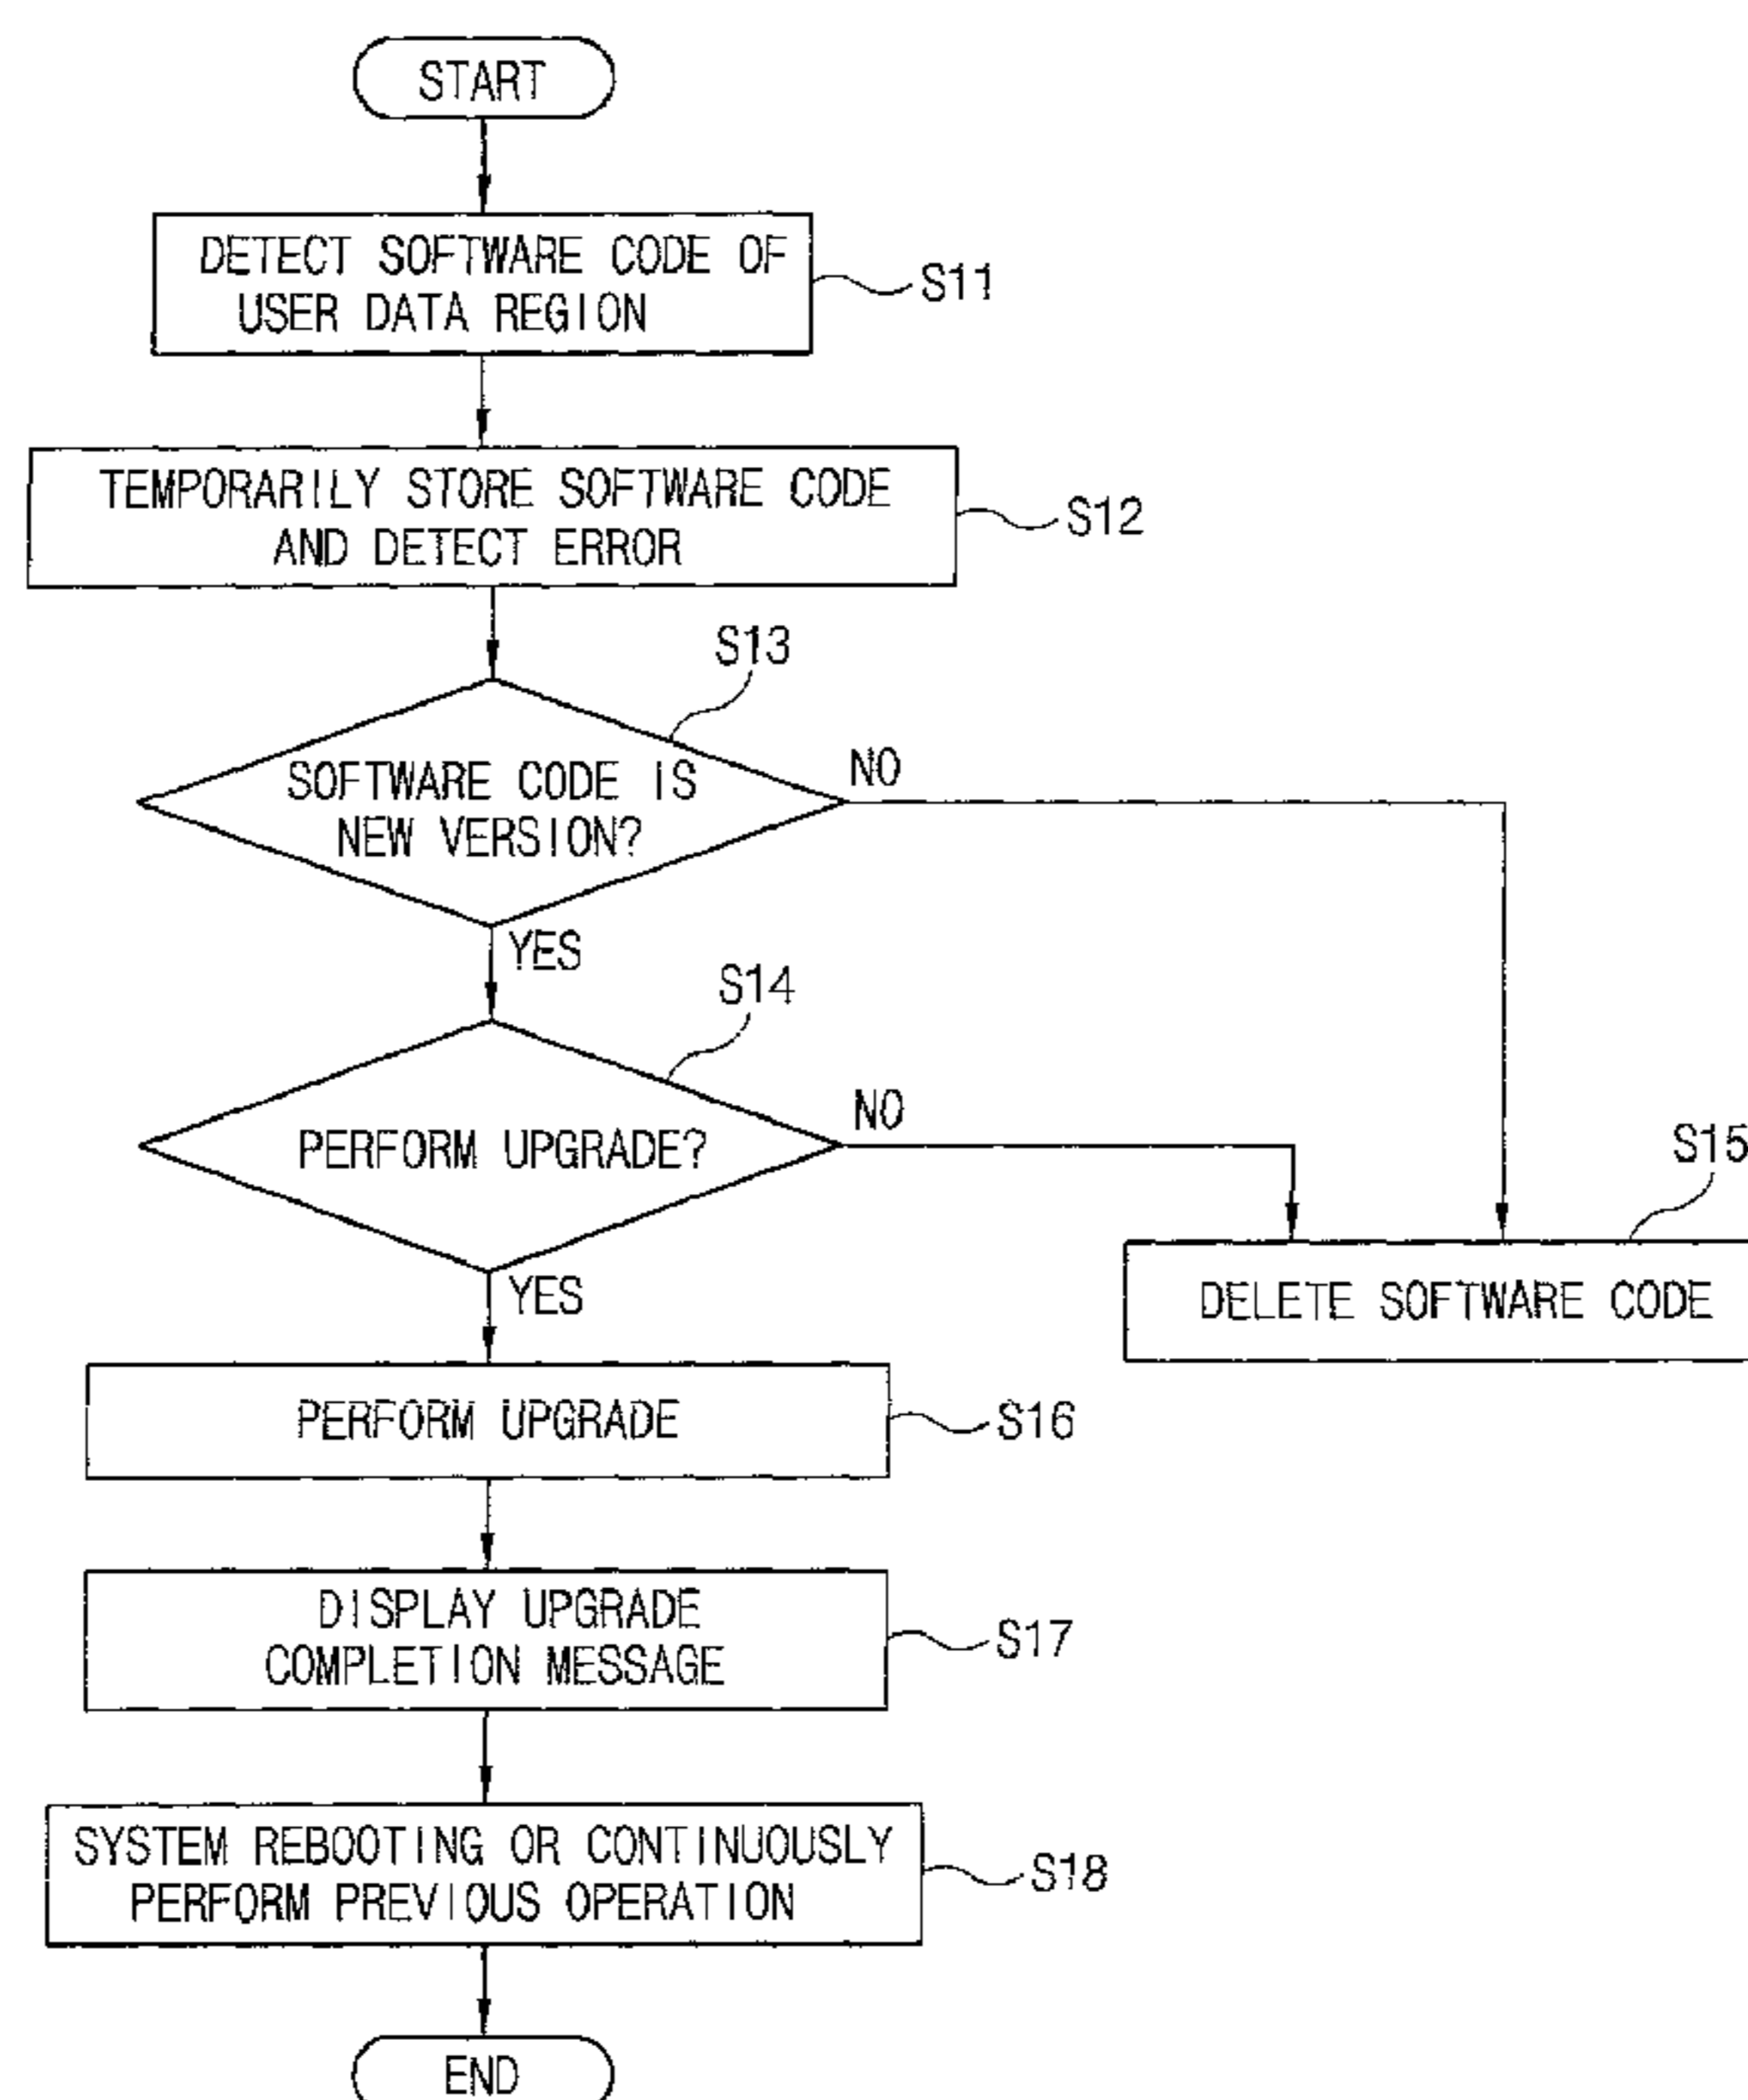 START
DETECT SOFTWARE CODE OF
USER DATA REGION
S11
TEMPORARILY STORE SOFTWARE CODE
AND DETECT ERROR
S12
S13
SOFTWARE CODE IS
NEW VERSION?
NO
YES
S14
PERFORM UPGRADE?
NO
S15
YES
DELETE SOFTWARE CODE
PERFORM UPGRADE
S16
DISPLAY UPGRADE
COMPLETION MESSAGE
S17
SYSTEM REBOOTING OR CONTINUOUSLY
PERFORM PREVIOUS OPERATION
S18
END